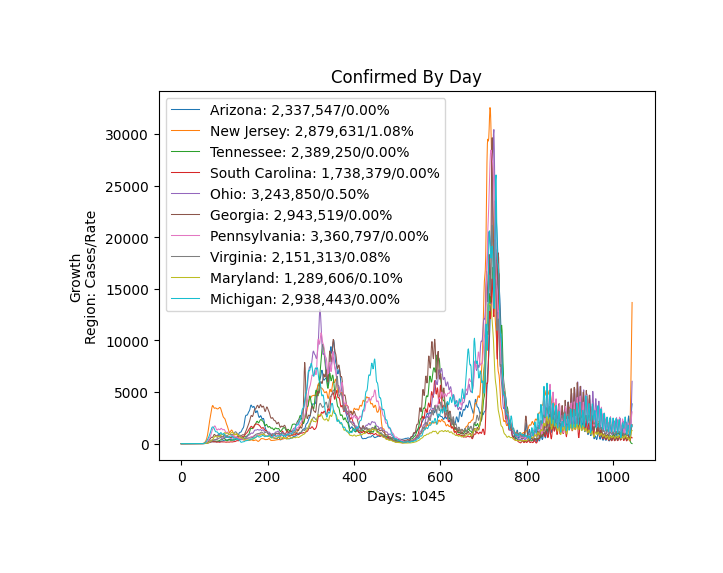 Confirmed By Day
Arizona: 2,337,547/0.00%
New Jersey: 2,879,631/1.08%
Tennessee: 2,389,250/0.00%
South Carolina: 1,738,379/0.00%
Ohio: 3,243,850/0.50%
Georgia: 2,943,519/0.00%
Pennsylvania: 3,360,797/0.00%
Virginia: 2,151,313/0.08%
Maryland: 1,289,606/0.10%
Michigan: 2,938,443/0.00%
30000
25000
20000
15000
10000
5000
0
Growth
Region: Cases/Rate
0 200 400 600 800 1000
Days: 1045